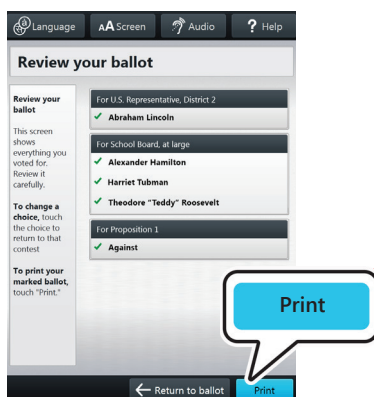 Language
AA Screen
Audio
? Help
Review your ballot
Review your
ballot
This screen
shows
everything you
voted for.
Review it
carefully.
To change a
choice, touch
the choice to
return to that
contest
To print your
marked ballot,
touch "Print."
For U.S. Representative, District 2
✓ Abraham Lincoln
For School Board, at large
✓ Alexander Hamilton
✓ Harriet Tubman
✓ Theodore "Teddy" Roosevelt
For Proposition 1
✓ Against
Print
← Return to ballot
Print